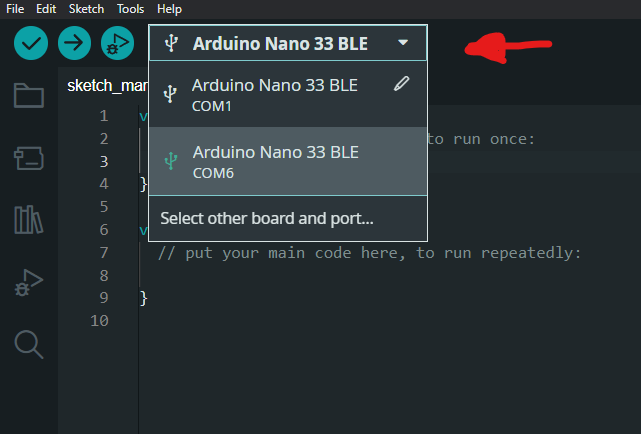 File Edit Sketch Tools Help
Arduino Nano 33 BLE
Arduino Nano 33 BLE
COM1
Arduino Nano 33 BLE
COM6
Select other board and port...
sketch_mar
1 v
2 to run once:
3
4 }
5
6 v
7 // put your main code here, to run repeatedly:
8
9 }
10